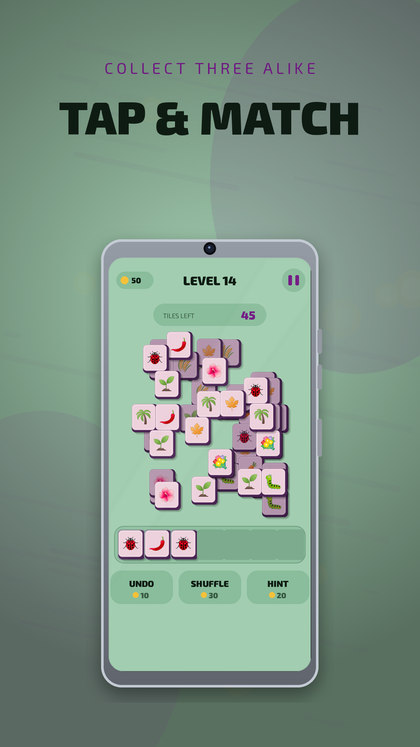 COLLECT THREE ALIKE
TAP & MATCH
50
LEVEL 14
TILES LEFT
45
UNDO
10
SHUFFLE
30
HINT
20